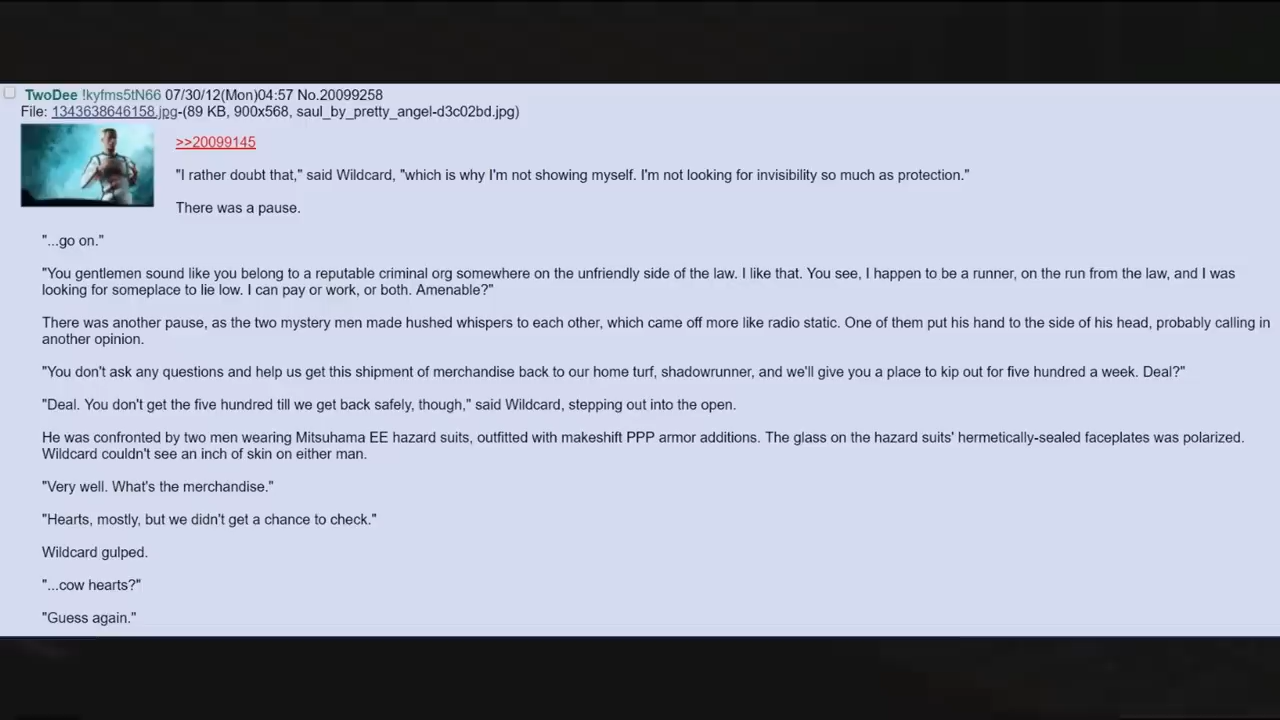 TwoDee !kyfms5tN66 07/30/12(Mon)04:57 No.20099258
File: 1343638646158.jpg-(89 KB, 900x568, saul_by_pretty_angel-d3c02bd.jpg)
>>20099145
"I rather doubt that," said Wildcard, "which is why I'm not showing myself. I'm not looking for invisibility so much as protection."
There was a pause.
"...go on."
"You gentlemen sound like you belong to a reputable criminal org somewhere on the unfriendly side of the law. I like that. You see, I happen to be a runner, on the run from the law, and I was
looking for someplace to lie low. I can pay or work, or both. Amenable?"
There was another pause, as the two mystery men made hushed whispers to each other, which came off more like radio static. One of them put his hand to the side of his head, probably calling in
another opinion.
"You don't ask any questions and help us get this shipment of merchandise back to our home turf, shadowrunner, and we'll give you a place to kip out for five hundred a week. Deal?"
"Deal. You don't get the five hundred till we get back safely, though," said Wildcard, stepping out into the open.
He was confronted by two men wearing Mitsuhama EE hazard suits, outfitted with makeshift PPP armor additions. The glass on the hazard suits' hermetically-sealed faceplates was polarized.
Wildcard couldn't see an inch of skin on either man.
"Very well. What's the merchandise."
"Hearts, mostly, but we didn't get a chance to check."
Wildcard gulped.
"...cow hearts?"
"Guess again."